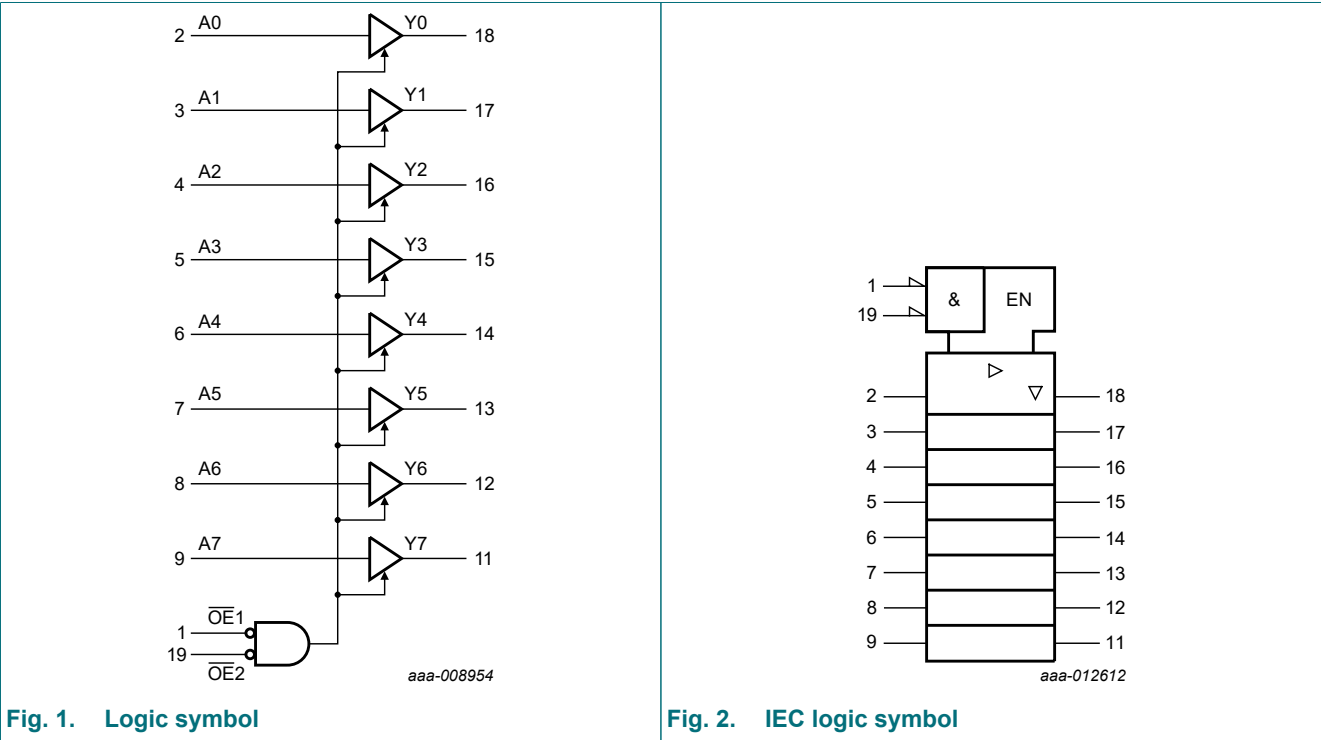 2 A0 Y0 18
3 A1 Y1 17
4 A2 Y2 16
5 A3 Y3 15
6 A4 Y4 14
7 A5 Y5 13
8 A6 Y6 12
9 A7 Y7 11
1 O̅E̅1
19 O̅E̅2
aaa-008954
Fig. 1. Logic symbol
1 & EN
19
2 18
3 17
4 16
5 15
6 14
7 13
8 12
9 11
aaa-012612
Fig. 2. IEC logic symbol